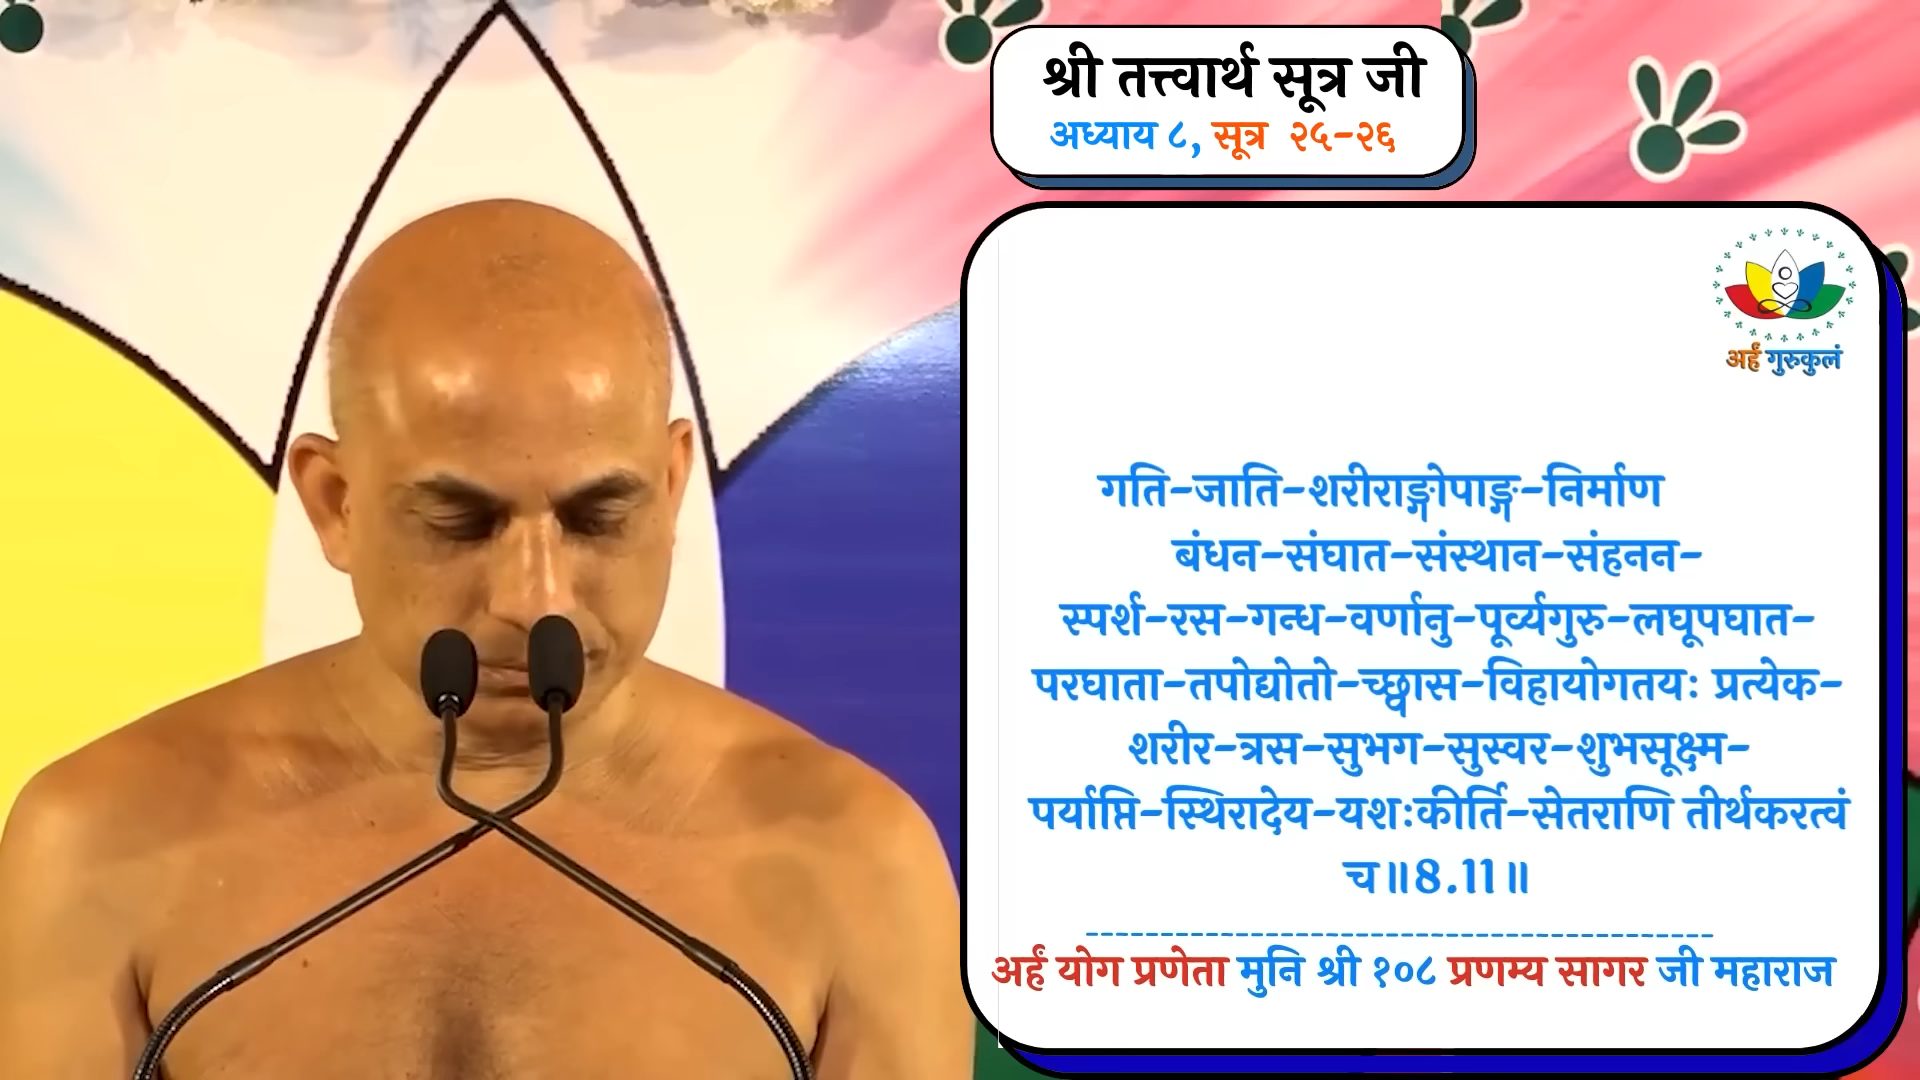 श्री तत्त्वार्थ सूत्र जी
अध्याय ८, सूत्र २५-२६
अर्हं गुरुकुलं
गति-जाति-शरीराङ्गोपाङ्ग-निर्माण
बंधन-संघात-संस्थान-संहनन-
स्पर्श-रस-गन्ध-वर्णानु-पूर्व्यगुरु-लघूपघात-
परघाता-तपोद्योतो-च्छ्वास-विहायोगतयः प्रत्येक-
शरीर-त्रस-सुभग-सुस्वर-शुभसूक्ष्म-
पर्याप्ति-स्थिरादेय-यशःकीर्ति-सेतराणि तीर्थकरत्वं
च॥8.11॥
अर्हं योग प्रणेता मुनि श्री १०८ प्रणम्य सागर जी महाराज